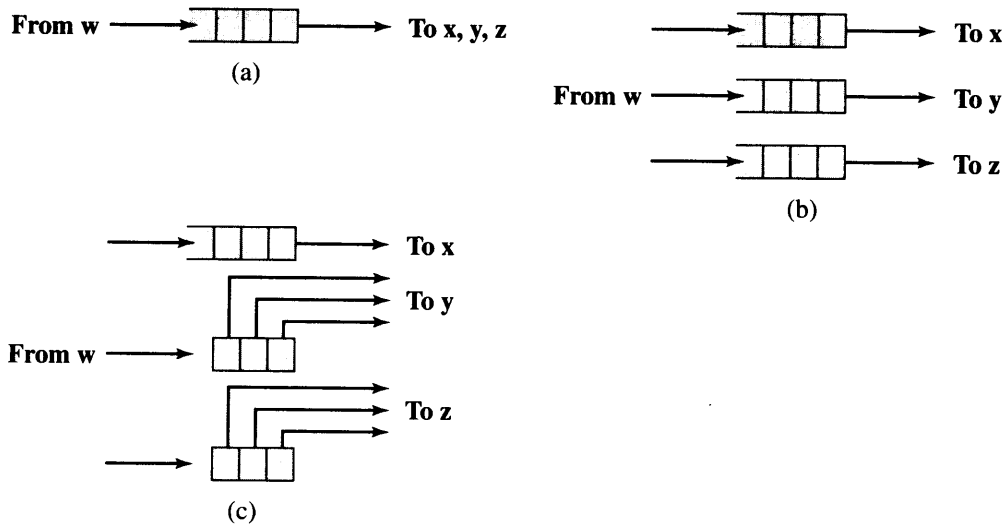 From w
To x, y, z
(a)
To x
From w
To y
To z
(b)
To x
To y
From w
To z
(c)